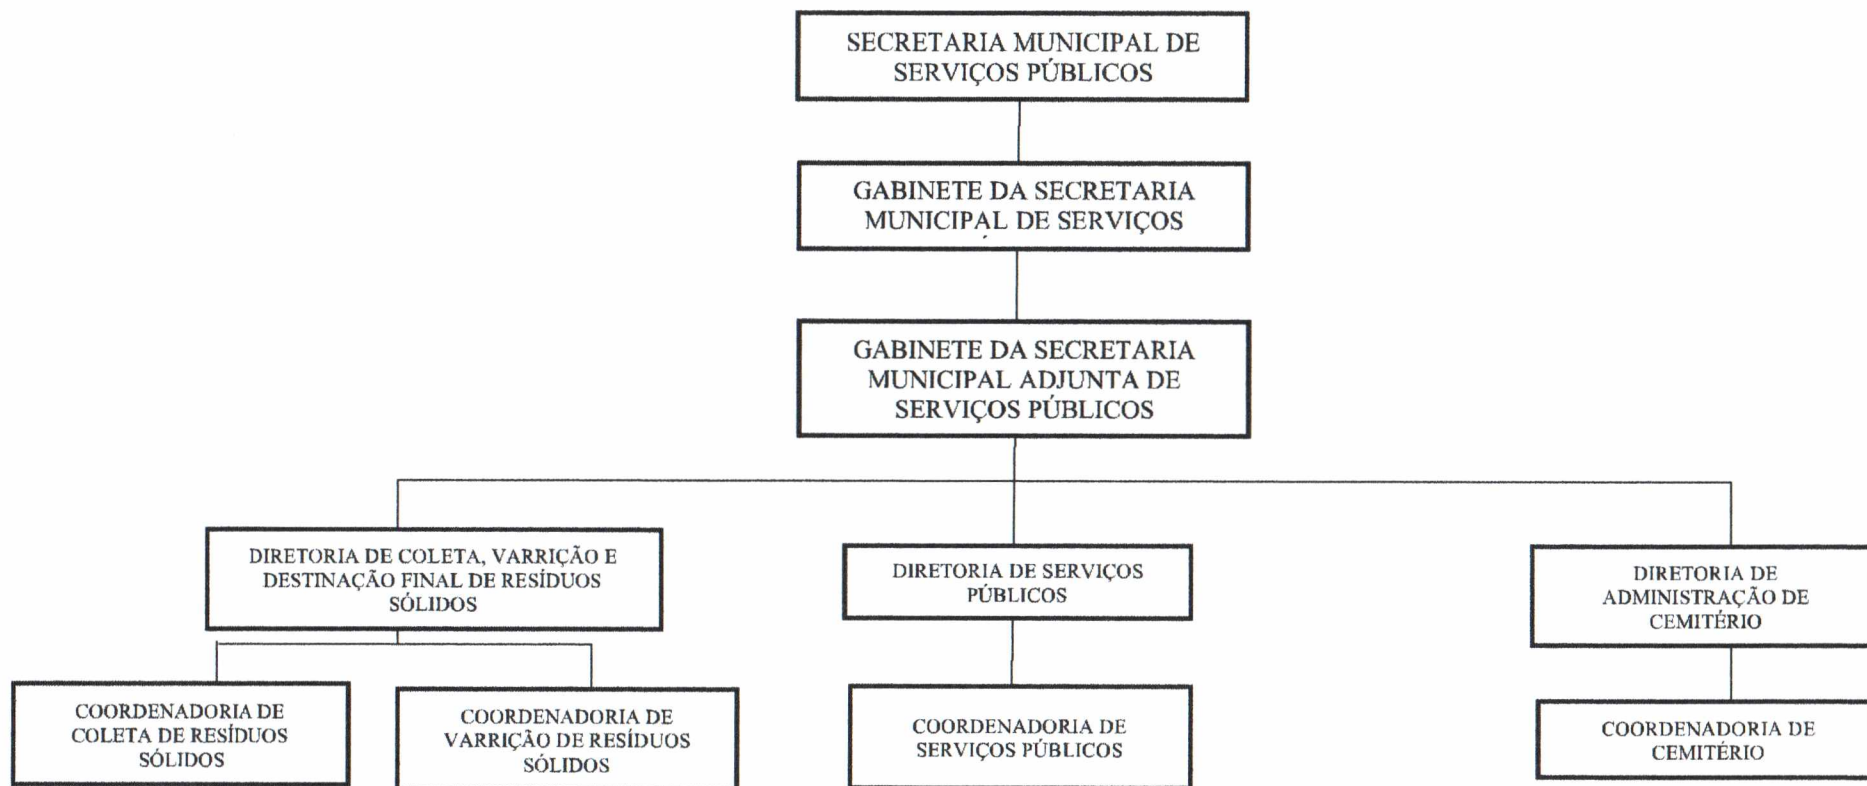 SECRETARIA MUNICIPAL DE
SERVIÇOS PÚBLICOS
GABINETE DA SECRETARIA
MUNICIPAL DE SERVIÇOS
GABINETE DA SECRETARIA
MUNICIPAL ADJUNTA DE
SERVIÇOS PÚBLICOS
DIRETORIA DE COLETA, VARRIÇÃO E
DESTINAÇÃO FINAL DE RESÍDUOS
SÓLIDOS
DIRETORIA DE SERVIÇOS
PÚBLICOS
DIRETORIA DE
ADMINISTRAÇÃO DE
CEMITÉRIO
COORDENADORIA DE
COLETA DE RESÍDUOS
SÓLIDOS
COORDENADORIA DE
VARRIÇÃO DE RESÍDUOS
SÓLIDOS
COORDENADORIA DE
SERVIÇOS PÚBLICOS
COORDENADORIA DE
CEMITÉRIO